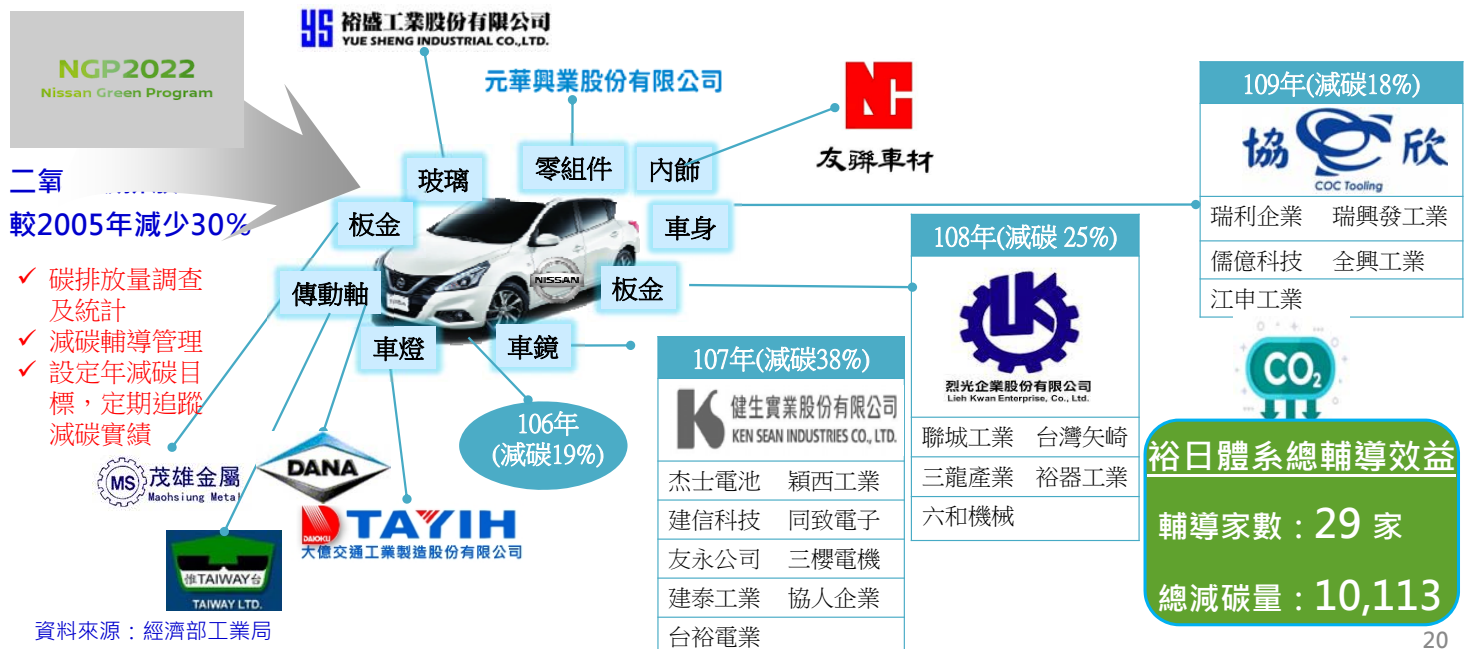 NGP2022
Nissan Green Program
二氧
較2005年減少30%
✓ 碳排放量調查
及統計
✓ 減碳輔導管理
✓ 設定年減碳目
標，定期追蹤
減碳實績
YS 裕盛工業股份有限公司
YUE SHENG INDUSTRIAL CO.,LTD.
元華興業股份有限公司
友聯車材
玻璃
零組件
內飾
板金
車身
傳動軸
NISSAN
板金
車燈
車鏡
106年
(減碳19%)
MS 茂雄金屬
Maohsiung Metal
DANA
DAIOKU TAYIH
大億交通工業製造股份有限公司
惟TAIWAY台
TAIWAY LTD.
107年(減碳38%)
K 健生實業股份有限公司
KEN SEAN INDUSTRIES CO., LTD.
杰士電池 穎西工業
建信科技 同致電子
友永公司 三櫻電機
建泰工業 協人企業
台裕電業
108年(減碳 25%)
LK
烈光企業股份有限公司
Lieh Kwan Enterprise, Co., Ltd.
聯城工業 台灣矢崎
三龍產業 裕器工業
六和機械
109年(減碳18%)
協 欣
COC Tooling
瑞利企業 瑞興發工業
儒億科技 全興工業
江申工業
CO2
裕日體系總輔導效益
輔導家數：29 家
總減碳量：10,113
資料來源：經濟部工業局
20